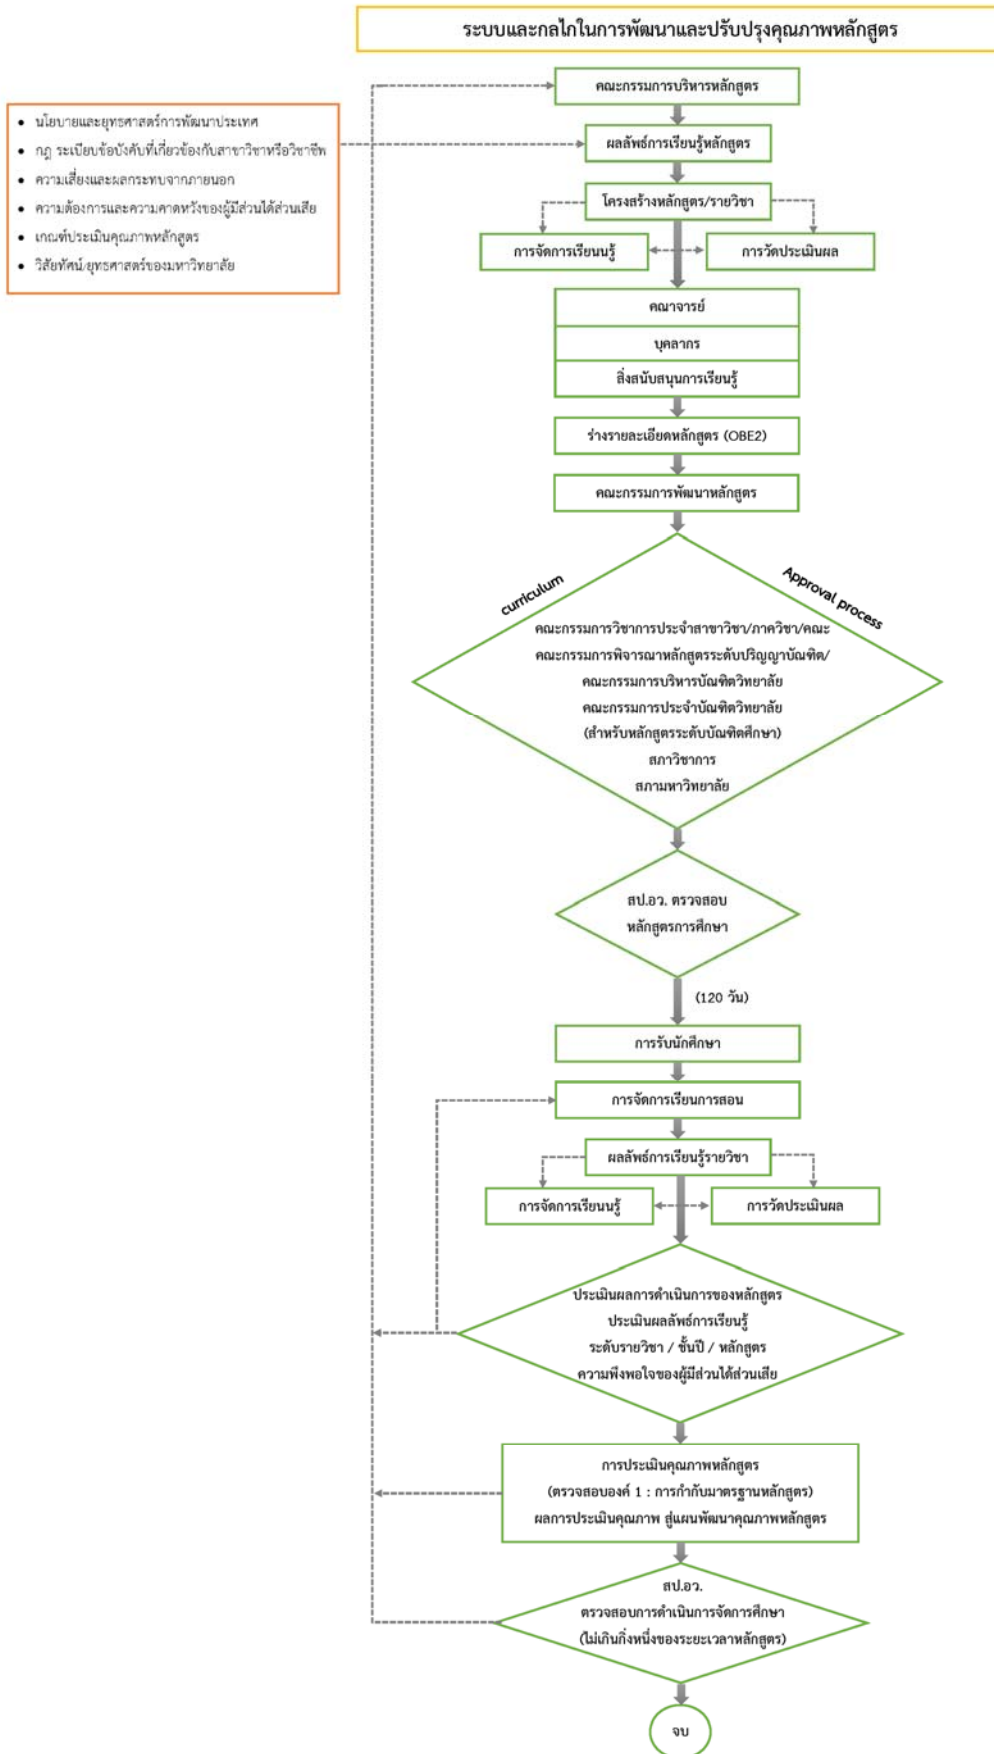 ระบบและกลไกในการพัฒนาและปรับปรุงคุณภาพหลักสูตร
คณะกรรมการบริหารหลักสูตร
• นโยบายและยุทธศาสตร์การพัฒนาประเทศ
• กฎ ระเบียบข้อบังคับที่เกี่ยวข้องกับสาขาวิชาหรือวิชาชีพ
• ความเสี่ยงและผลกระทบจากภายนอก
• ความต้องการและความคาดหวังของผู้มีส่วนได้ส่วนเสีย
• เกณฑ์ประเมินคุณภาพหลักสูตร
• วิสัยทัศน์/ยุทธศาสตร์ของมหาวิทยาลัย
ผลลัพธ์การเรียนรู้หลักสูตร
โครงสร้างหลักสูตร/รายวิชา
การจัดการเรียนนรู้
การวัดประเมินผล
คณาจารย์
บุคลากร
สิ่งสนับสนุนการเรียนรู้
ร่างรายละเอียดหลักสูตร (OBE2)
คณะกรรมการพัฒนาหลักสูตร
curriculum
Approval process
คณะกรรมการวิชาการประจำสาขาวิชา/ภาควิชา/คณะ
คณะกรรมการพิจารณาหลักสูตรระดับปริญญาบัณฑิต/
คณะกรรมการบริหารบัณฑิตวิทยาลัย
คณะกรรมการประจำบัณฑิตวิทยาลัย
(สำหรับหลักสูตรระดับบัณฑิตศึกษา)
สภาวิชาการ
สภามหาวิทยาลัย
สป.อว. ตรวจสอบ
หลักสูตรการศึกษา
(120 วัน)
การรับนักศึกษา
การจัดการเรียนการสอน
ผลลัพธ์การเรียนรู้รายวิชา
การจัดการเรียนนรู้
การวัดประเมินผล
ประเมินผลการดำเนินการของหลักสูตร
ประเมินผลลัพธ์การเรียนรู้
ระดับรายวิชา / ชั้นปี / หลักสูตร
ความพึงพอใจของผู้มีส่วนได้ส่วนเสีย
การประเมินคุณภาพหลักสูตร
(ตรวจสอบองค์ 1 : การกำกับมาตรฐานหลักสูตร)
ผลการประเมินคุณภาพ สู่แผนพัฒนาคุณภาพหลักสูตร
สป.อว.
ตรวจสอบการดำเนินการจัดการศึกษา
(ไม่เกินกิ่งหนึ่งของระยะเวลาหลักสูตร)
จบ